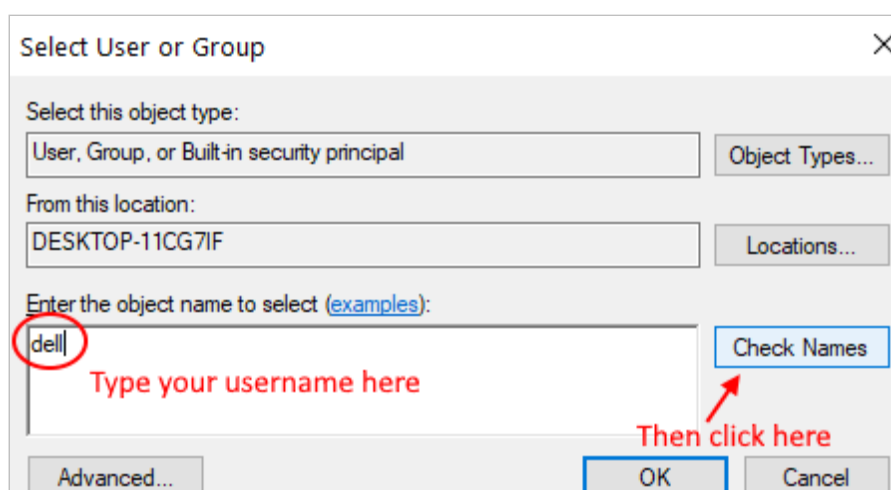 Select User or Group
Select this object type:
User, Group, or Built-in security principal
Object Types...
From this location:
DESKTOP-11CG7IF
Locations...
Enter the object name to select (examples):
dell
Check Names
Type your username here
Then click here
Advanced...
OK
Cancel